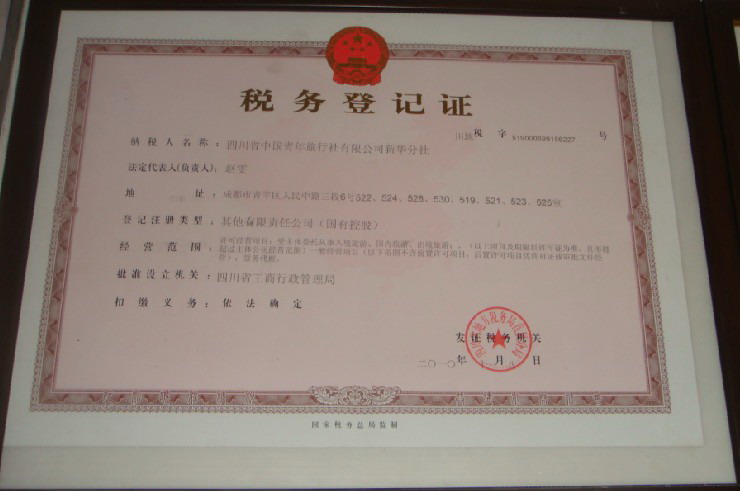 税务登记证
川税 税 字 号
纳税人名称：四川省中国青年旅行社有限公司新华分社
法定代表人(负责人)：赵雯
地 址：成都市青羊区人民中路三段6号522、524、528、530、519、521、523、525室
登记注册类型：其他有限责任公司（国有控股）
经营范围：
批准设立机关：四川省工商行政管理局
扣缴义务：依法确定
发证税务机关
二〇一〇年 一月 日
国家税务总局监制